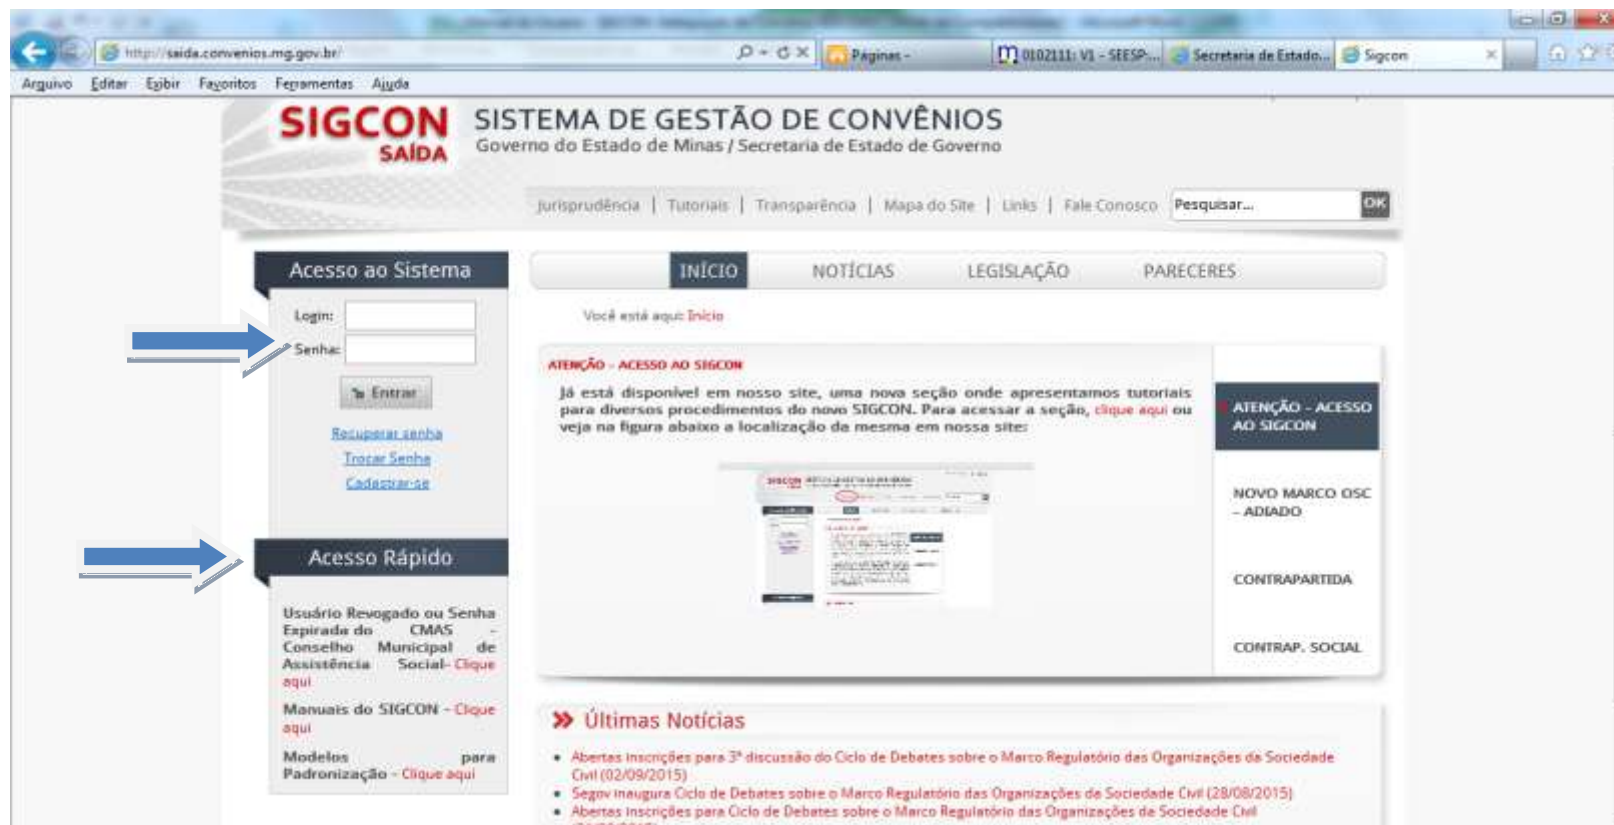 http://saida.convenios.mg.gov.br/
Páginas -
0102111: V1 - SEESP-...
Secretaria de Estado...
Sigcon
Arquivo Editar Exibir Favoritos Ferramentas Ajuda
SIGCON
SAÍDA
SISTEMA DE GESTÃO DE CONVÊNIOS
Governo do Estado de Minas / Secretaria de Estado de Governo
Jurisprudência | Tutoriais | Transparência | Mapa do Site | Links | Fale Conosco
Pesquisar...
OK
Acesso ao Sistema
Login:
Senha:
Entrar
Recuperar senha
Trocar Senha
Cadastrar-se
INÍCIO
NOTÍCIAS
LEGISLAÇÃO
PARECERES
Você está aqui: Início
ATENÇÃO - ACESSO AO SIGCON
Já está disponível em nosso site, uma nova seção onde apresentamos tutoriais
para diversos procedimentos do novo SIGCON. Para acessar a seção, clique aqui ou
veja na figura abaixo a localização da mesma em nossa site:
SIGCON
ATENÇÃO - ACESSO
AO SIGCON
NOVO MARCO OSC
- ADIADO
CONTRAPARTIDA
CONTRAP. SOCIAL
Acesso Rápido
Usuário Revogado ou Senha
Expirada do CMAS -
Conselho Municipal de
Assistência Social- Clique
aqui
Manuais do SIGCON - Clique
aqui
Modelos para
Padronização - Clique aqui
Últimas Notícias
Abertas inscrições para 3ª discussão do Ciclo de Debates sobre o Marco Regulatório das Organizações da Sociedade
Civil (02/09/2015)
Segov inaugura Ciclo de Debates sobre o Marco Regulatório das Organizações da Sociedade Civil (28/08/2015)
Abertas inscrições para Ciclo de Debates sobre o Marco Regulatório das Organizações da Sociedade Civil